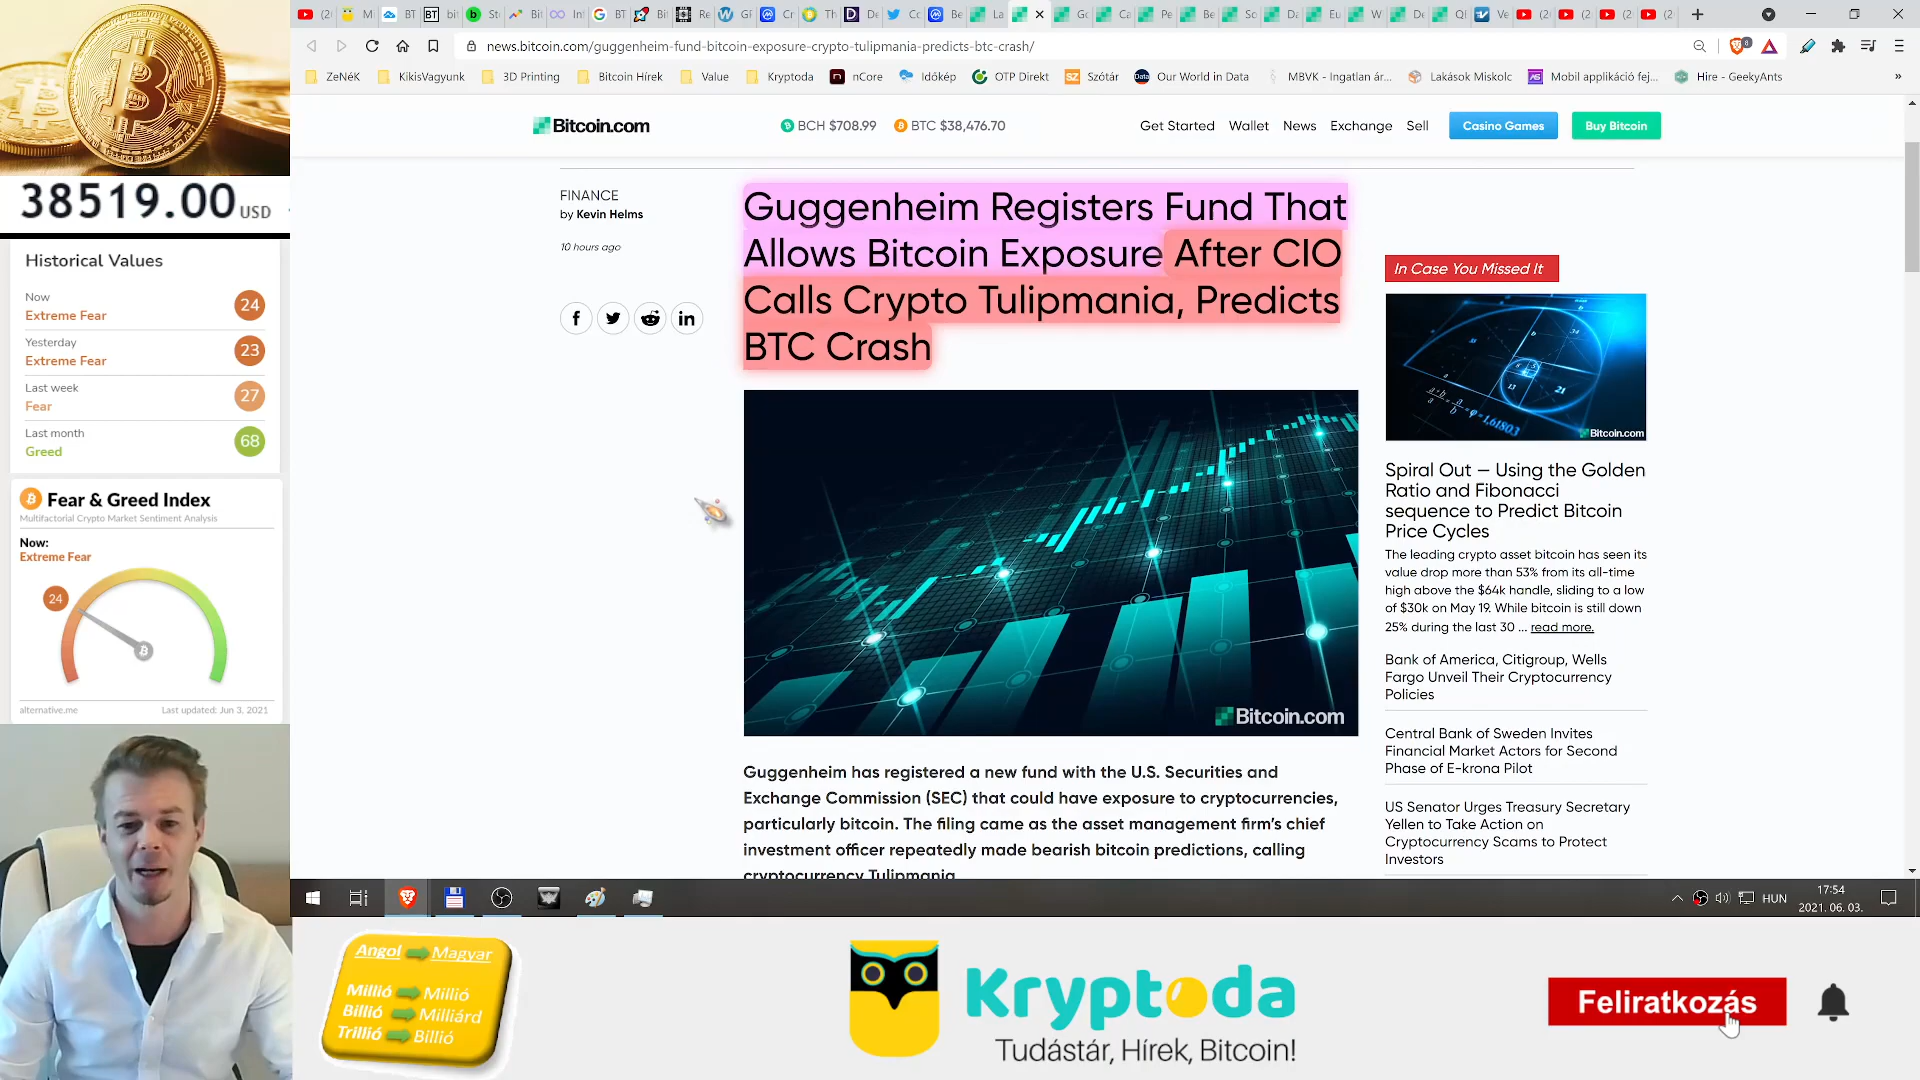 news.bitcoin.com/guggenheim-fund-bitcoin-exposure-crypto-tulipmania-predicts-btc-crash/
ZeNéK
KikisVagyunk
3D Printing
Bitcoin Hírek
Value
Kryptoda
nCore
Időkép
OTP Direkt
Szótár
Our World in Data
MBVK - Ingatlan ár...
Lakások Miskolc
Mobil applikáció fej...
Hire - GeekyAnts
Bitcoin.com
BCH $708.99
BTC $38,476.70
Get Started
Wallet
News
Exchange
Sell
Casino Games
Buy Bitcoin
38519.00 USD
Historical Values
Now
Extreme Fear
24
Yesterday
Extreme Fear
23
Last week
Fear
27
Last month
Greed
68
Fear & Greed Index
Multifactorial Crypto Market Sentiment Analysis
Now:
Extreme Fear
24
alternative.me
Last updated: Jun 3, 2021
FINANCE
by Kevin Helms
10 hours ago
Guggenheim Registers Fund That
Allows Bitcoin Exposure After CIO
Calls Crypto Tulipmania, Predicts
BTC Crash
Bitcoin.com
Guggenheim has registered a new fund with the U.S. Securities and
Exchange Commission (SEC) that could have exposure to cryptocurrencies,
particularly bitcoin. The filing came as the asset management firm's chief
investment officer repeatedly made bearish bitcoin predictions, calling
cryptocurrency Tulipmania.
In Case You Missed It
Bitcoin.com
Spiral Out – Using the Golden
Ratio and Fibonacci
sequence to Predict Bitcoin
Price Cycles
The leading crypto asset bitcoin has seen its
value drop more than 53% from its all-time
high above the $64k handle, sliding to a low
of $30k on May 19. While bitcoin is still down
25% during the last 30 ... read more.
Bank of America, Citigroup, Wells
Fargo Unveil Their Cryptocurrency
Policies
Central Bank of Sweden Invites
Financial Market Actors for Second
Phase of E-krona Pilot
US Senator Urges Treasury Secretary
Yellen to Take Action on
Cryptocurrency Scams to Protect
Investors
HUN
17:54
2021. 06. 03.
Angol Magyar
Millió Millió
Billió Milliárd
Trillió Billió
Kryptoda
Tudástár, Hírek, Bitcoin!
Feliratkozás